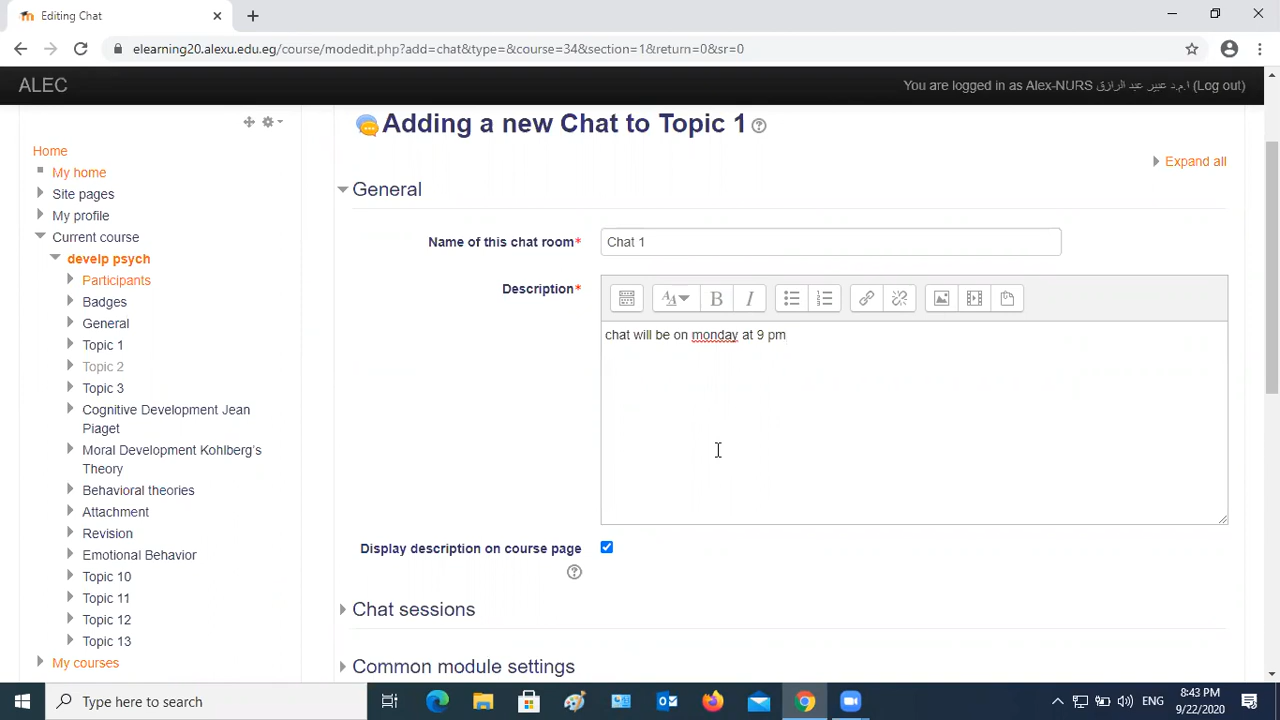 Editing Chat
elearning20.alexu.edu.eg/course/modedit.php?add=chat&type=&course=34&section=1&return=0&sr=0
ALEC
You are logged in as Alex-NURS ا.م.د عبير عبد الرازق (Log out)
Adding a new Chat to Topic 1
Expand all
General
Name of this chat room*
Chat 1
Description*
chat will be on monday at 9 pm
Display description on course page
Chat sessions
Common module settings
Home
My home
Site pages
My profile
Current course
develp psych
Participants
Badges
General
Topic 1
Topic 2
Topic 3
Cognitive Development Jean
Piaget
Moral Development Kohlberg's
Theory
Behavioral theories
Attachment
Revision
Emotional Behavior
Topic 10
Topic 11
Topic 12
Topic 13
My courses
Type here to search
ENG
8:43 PM
9/22/2020